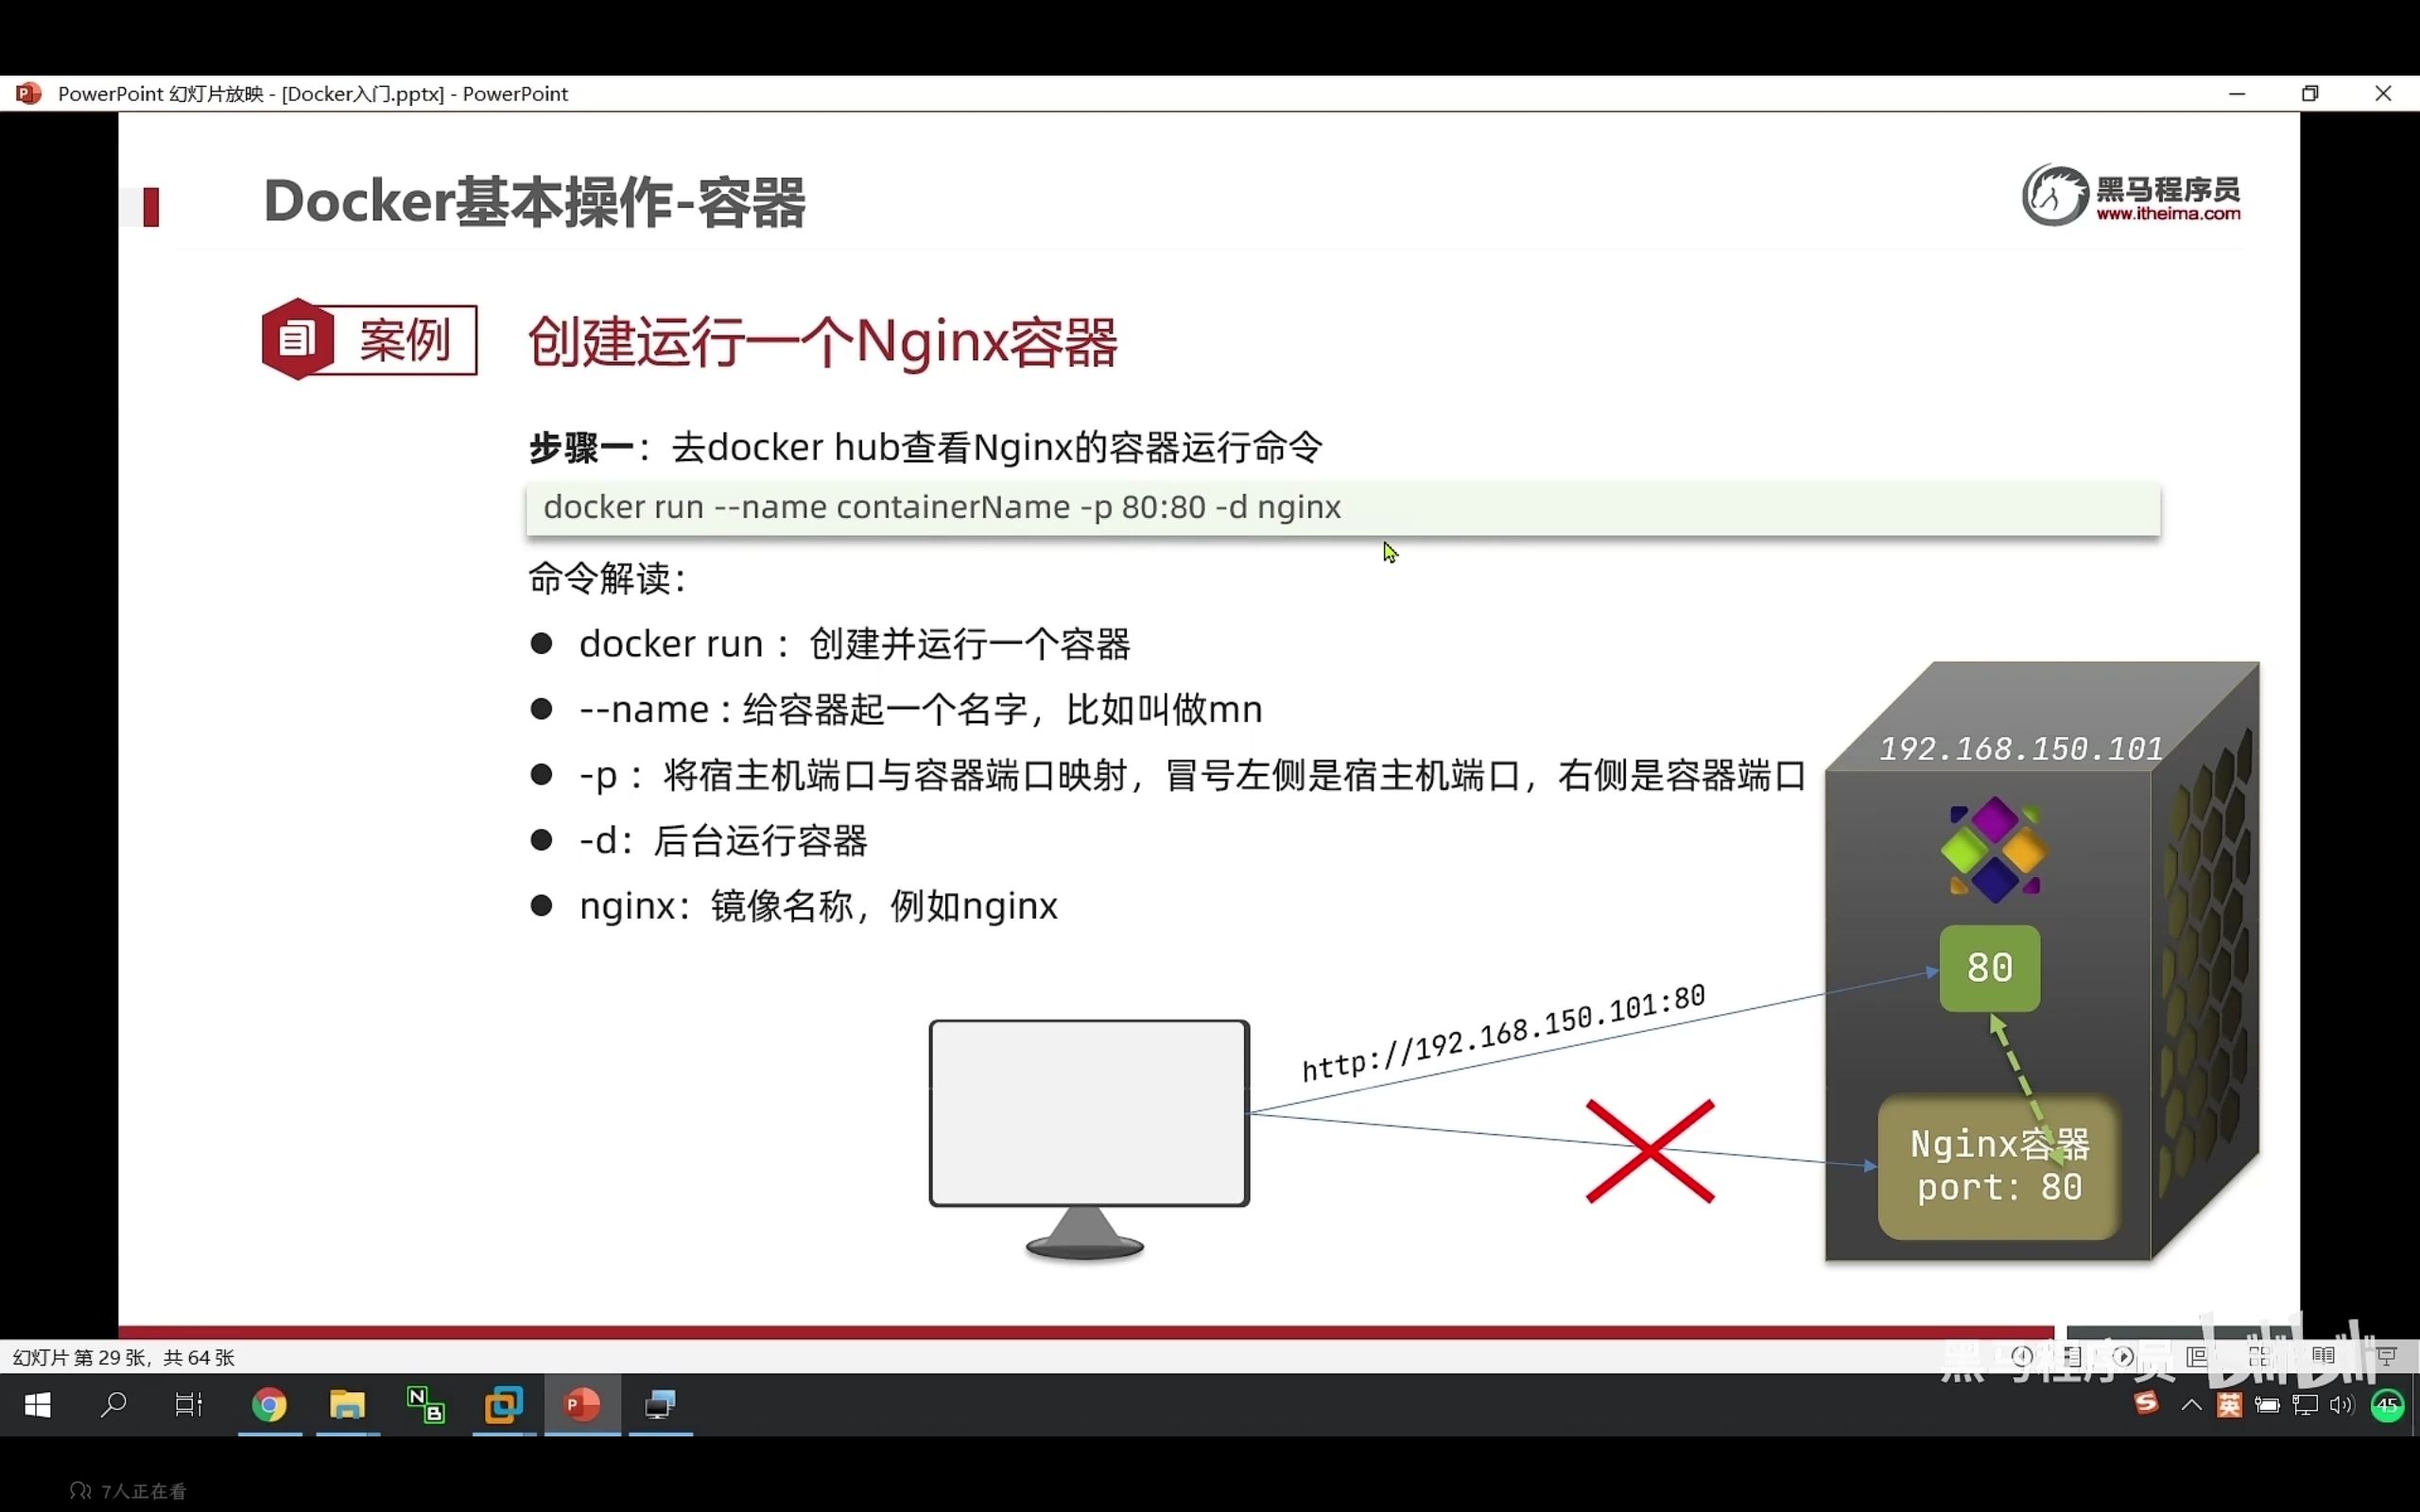 PowerPoint 幻灯片放映 - [Docker入门.pptx] - PowerPoint
Docker基本操作-容器
黑马程序员
www.itheima.com
案例
创建运行一个Nginx容器
步骤一：去docker hub查看Nginx的容器运行命令
docker run --name containerName -p 80:80 -d nginx
命令解读：
docker run ：创建并运行一个容器
--name : 给容器起一个名字，比如叫做mn
-p ：将宿主机端口与容器端口映射，冒号左侧是宿主机端口，右侧是容器端口
-d：后台运行容器
nginx：镜像名称，例如nginx
192.168.150.101
80
http://192.168.150.101:80
Nginx容器
port: 80
幻灯片 第 29 张，共 64 张
黑马程序员
bilibili
N
B
P
S
英
45
7人正在看